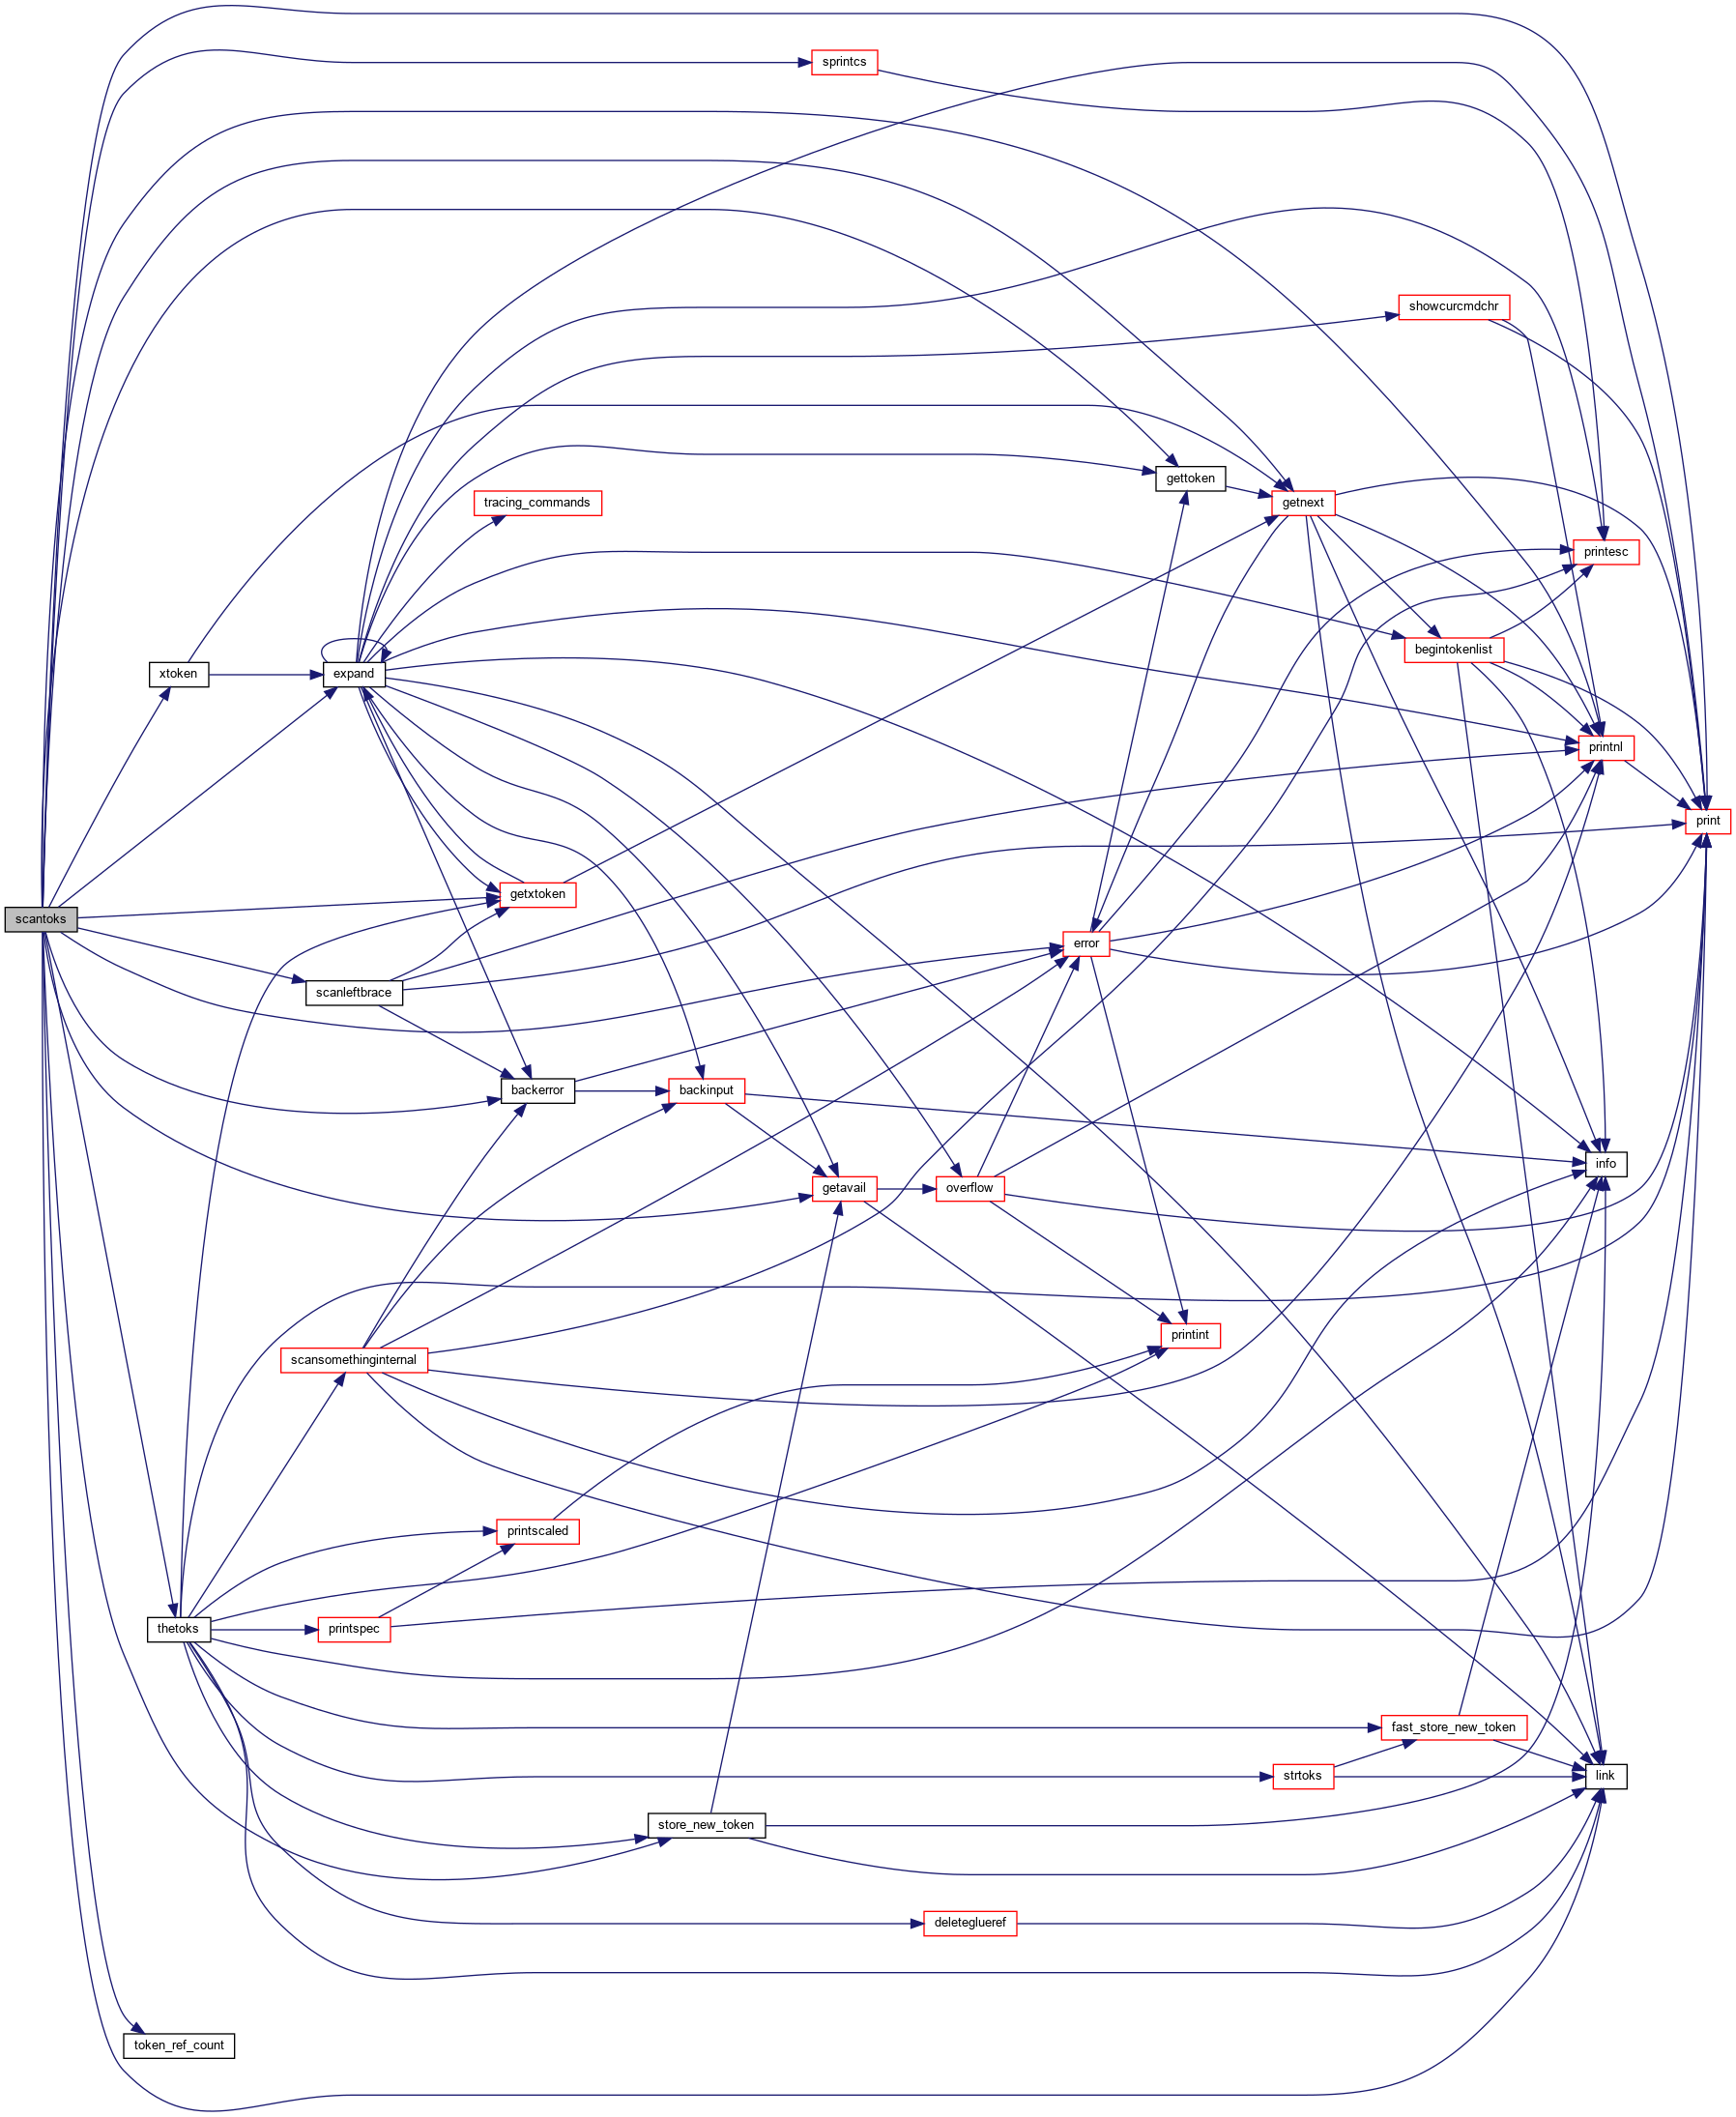 sprintcs
showcurcmdchr
gettoken
tracing_commands
getnext
printesc
begintokenlist
xtoken
expand
printnl
print
getxtoken
scantoks
error
scanleftbrace
backerror
backinput
info
getavail
overflow
printint
scansomethinginternal
printscaled
thetoks
printspec
fast_store_new_token
strtoks
link
store_new_token
deleteglueref
token_ref_count